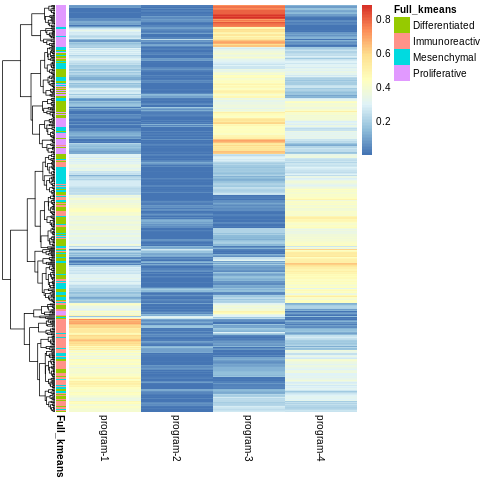 Full_kmeans
0.8
0.6
0.4
0.2
Differentiated
Immunoreactiv
Mesenchymal
Proliferative
Full_kmeans
program-1
program-2
program-3
program-4